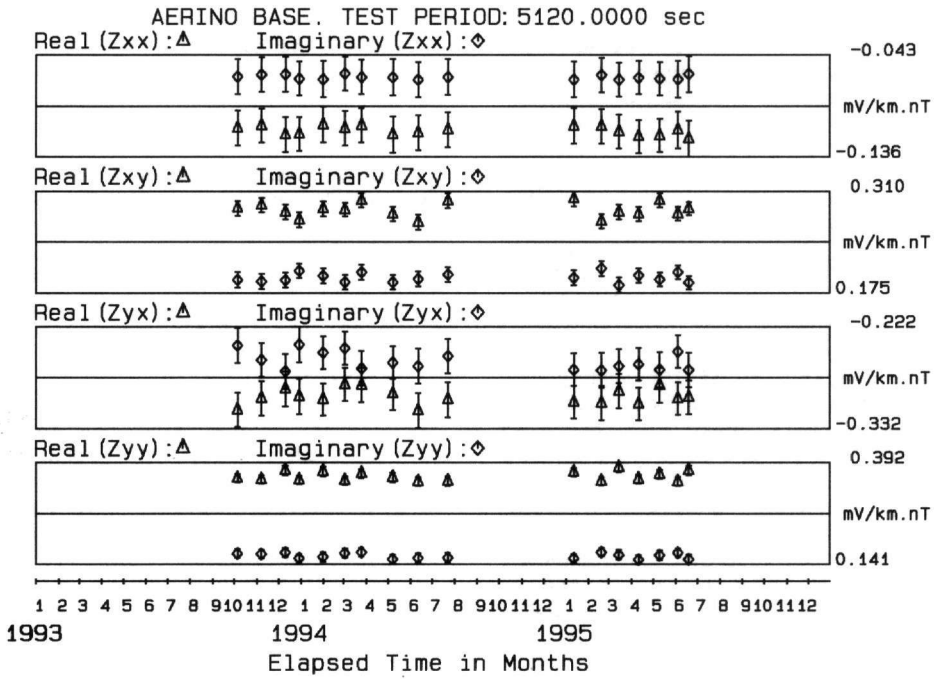 AERINO BASE. TEST PERIOD: 5120.0000 sec
Real(Zxx):△ Imaginary(Zxx):◇
-0.043
mV/km.nT
-0.136
Real(Zxy):△ Imaginary(Zxy):◇
0.310
mV/km.nT
0.175
Real(Zyx):△ Imaginary(Zyx):◇
-0.222
mV/km.nT
-0.332
Real(Zyy):△ Imaginary(Zyy):◇
0.392
mV/km.nT
0.141
1 2 3 4 5 6 7 8 9 10 11 12 1 2 3 4 5 6 7 8 9 10 11 12 1 2 3 4 5 6 7 8 9 10 11 12
1993 1994 1995
Elapsed Time in Months